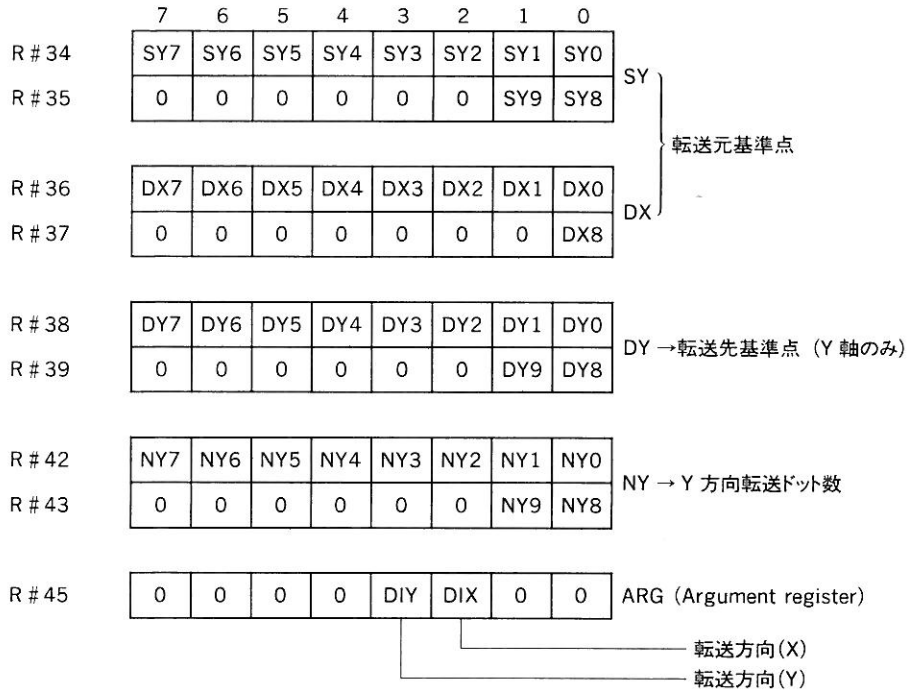 7 6 5 4 3 2 1 0
R#34 SY7 SY6 SY5 SY4 SY3 SY2 SY1 SY0
SY
R#35 0 0 0 0 0 0 SY9 SY8
転送元基準点
R#36 DX7 DX6 DX5 DX4 DX3 DX2 DX1 DX0
DX
R#37 0 0 0 0 0 0 0 DX8
R#38 DY7 DY6 DY5 DY4 DY3 DY2 DY1 DY0
DY→転送先基準点 (Y 軸のみ)
R#39 0 0 0 0 0 0 DY9 DY8
R#42 NY7 NY6 NY5 NY4 NY3 NY2 NY1 NY0
NY → Y 方向転送ドット数
R#43 0 0 0 0 0 0 NY9 NY8
R#45 0 0 0 0 DIY DIX 0 0 ARG (Argument register)
転送方向(X)
転送方向(Y)